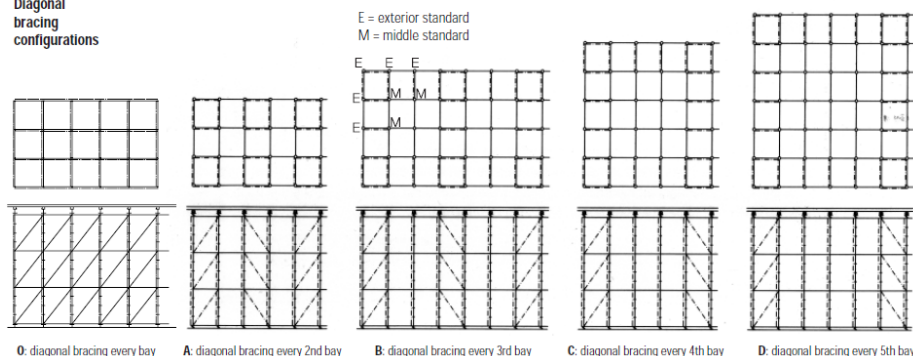 Diagonal
bracing
configurations
E = exterior standard
M = middle standard
E E E
E M M
E M
O: diagonal bracing every bay
A: diagonal bracing every 2nd bay
B: diagonal bracing every 3rd bay
C: diagonal bracing every 4th bay
D: diagonal bracing every 5th bay